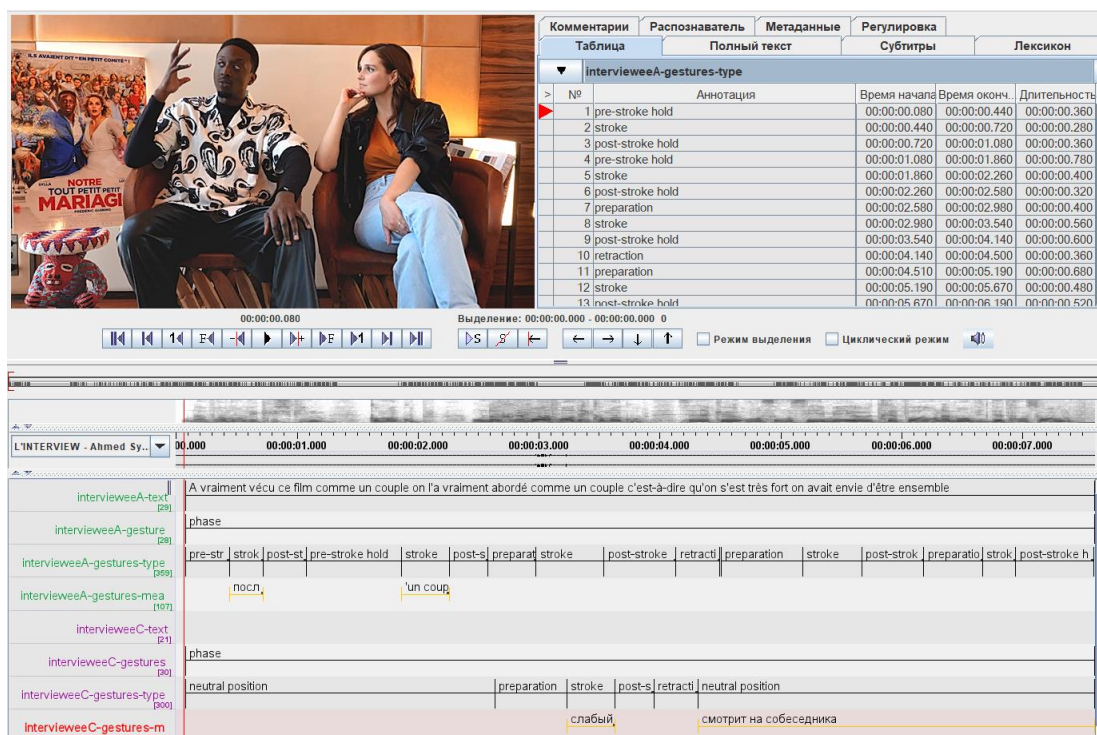 ILS AVAIENT DIT "EN PETIT COMITÉ"!
SYLLA
NOTRE
TOUT PETIT PETIT
MARIAGE
Комментарии Распознаватель Метаданные Регулировка
Таблица Полный текст Субтитры Лексикон
▼ intervieweeA-gestures-type
> № Аннотация Время начала Время оконч.. Длительность
1 pre-stroke hold 00:00:00.080 00:00:00.440 00:00:00.360
2 stroke 00:00:00.440 00:00:00.720 00:00:00.280
3 post-stroke hold 00:00:00.720 00:00:01.080 00:00:00.360
4 pre-stroke hold 00:00:01.080 00:00:01.860 00:00:00.780
5 stroke 00:00:01.860 00:00:02.260 00:00:00.400
6 post-stroke hold 00:00:02.260 00:00:02.580 00:00:00.320
7 preparation 00:00:02.580 00:00:02.980 00:00:00.400
8 stroke 00:00:02.980 00:00:03.540 00:00:00.560
9 post-stroke hold 00:00:03.540 00:00:04.140 00:00:00.600
10 retraction 00:00:04.140 00:00:04.500 00:00:00.360
11 preparation 00:00:04.510 00:00:05.190 00:00:00.680
12 stroke 00:00:05.190 00:00:05.670 00:00:00.480
13 post-stroke hold 00:00:05.670 00:00:06.190 00:00:00.520
00:00:00.080 Выделение: 00:00:00.000 - 00:00:00.000 0
Режим выделения Циклический режим
L'INTERVIEW - Ahmed Sy... 00.000 00:00:01.000 00:00:02.000 00:00:03.000 00:00:04.000 00:00:05.000 00:00:06.000 00:00:07.000
intervieweeA-text [29] A vraiment vécu ce film comme un couple on l'a vraiment abordé comme un couple c'est-à-dire qu'on s'est très fort on avait envie d'être ensemble
intervieweeA-gesture [28] phase
intervieweeA-gestures-type [359] pre-str strok post-st pre-stroke hold stroke post-s preparat stroke post-stroke retracti preparation stroke post-strok preparatio strok post-stroke h
intervieweeA-gestures-mea [107] посл 'un coup
intervieweeC-text [21]
intervieweeC-gestures [30] phase
intervieweeC-gestures-type [300] neutral position preparation stroke post-s retracti neutral position
intervieweeC-gestures-m слабый смотрит на собеседника